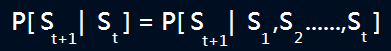 P[ St+1| St ] = P[ St+1| S1,S2......,St ]